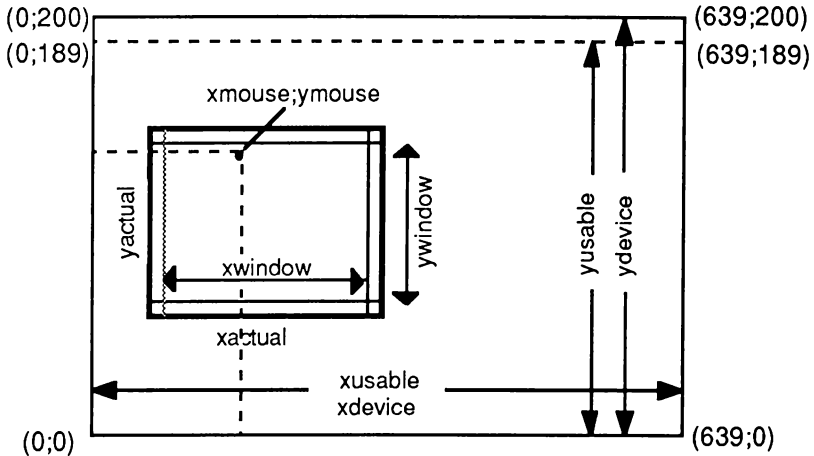 (0;200)
(639;200)
(0;189)
(639;189)
xmouse;ymouse
yactual
ywindow
yusable
ydevice
xwindow
xactual
xusable
xdevice
(0;0)
(639;0)